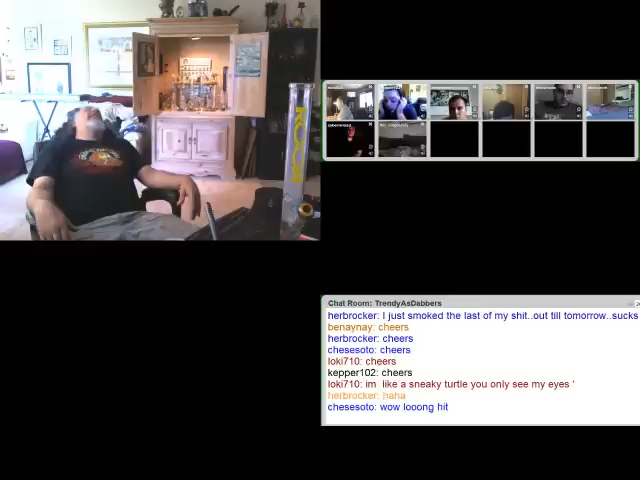 Chat Room: TrendyAsDabbers
herbrocker: I just smoked the last of my shit..out till tomorrow..sucks
benaynay: cheers
herbrocker: cheers
chesesoto: cheers
loki710: cheers
kepper102: cheers
loki710: im  like a sneaky turtle you only see my eyes '
herbrocker: haha
chesesoto: wow looong hit